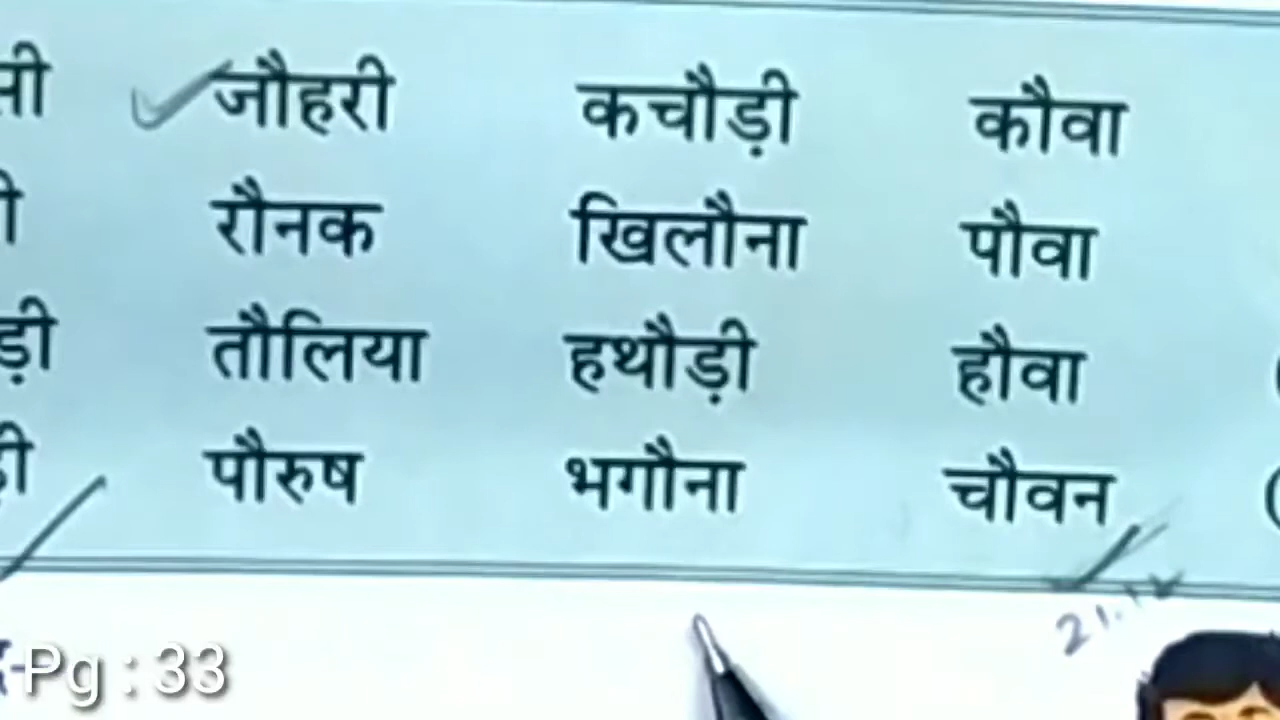 जौहरी कचौड़ी कौवा
रौनक खिलौना पौवा
तौलिया हथौड़ी हौवा
पौरुष भगौना चौवन
Pg : 33